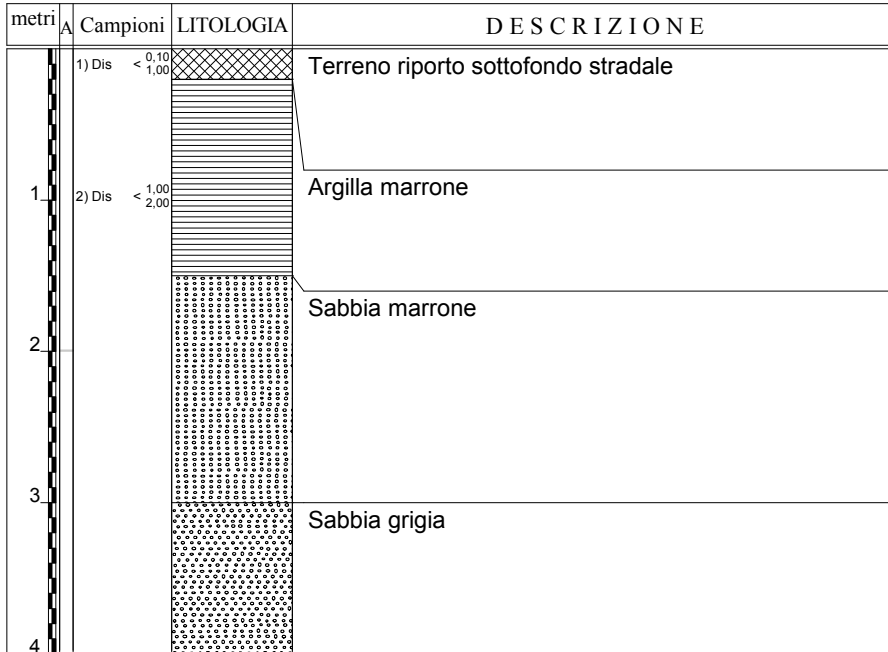 metri A Campioni LITOLOGIA DESCRIZIONE
1) Dis < 0,10 1,00 Terreno riporto sottofondo stradale
1 2) Dis < 1,00 2,00 Argilla marrone
Sabbia marrone
2
3
Sabbia grigia
4